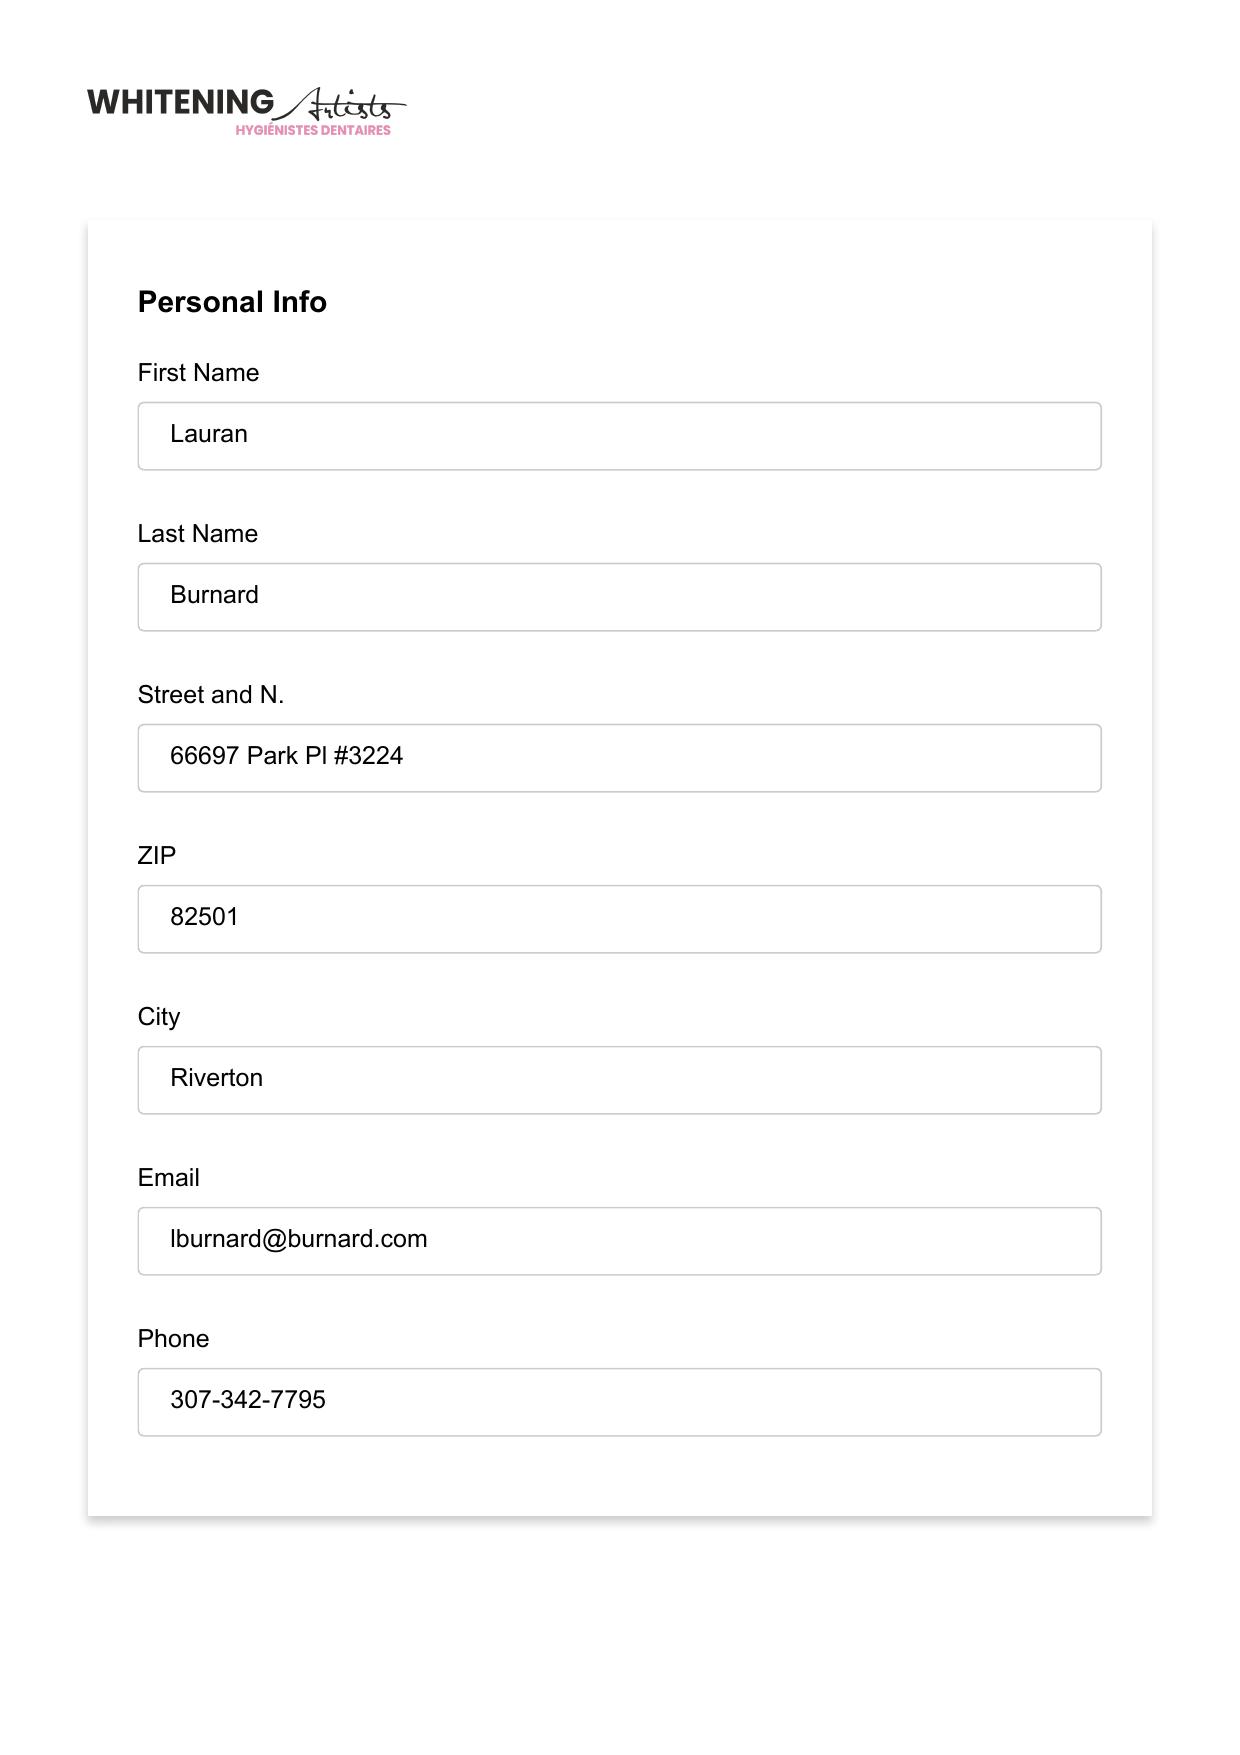 WHITENING Artists
HYGIÉNISTES DENTAIRES
Personal Info
First Name
Lauran
Last Name
Burnard
Street and N.
66697 Park Pl #3224
ZIP
82501
City
Riverton
Email
lburnard@burnard.com
Phone
307-342-7795